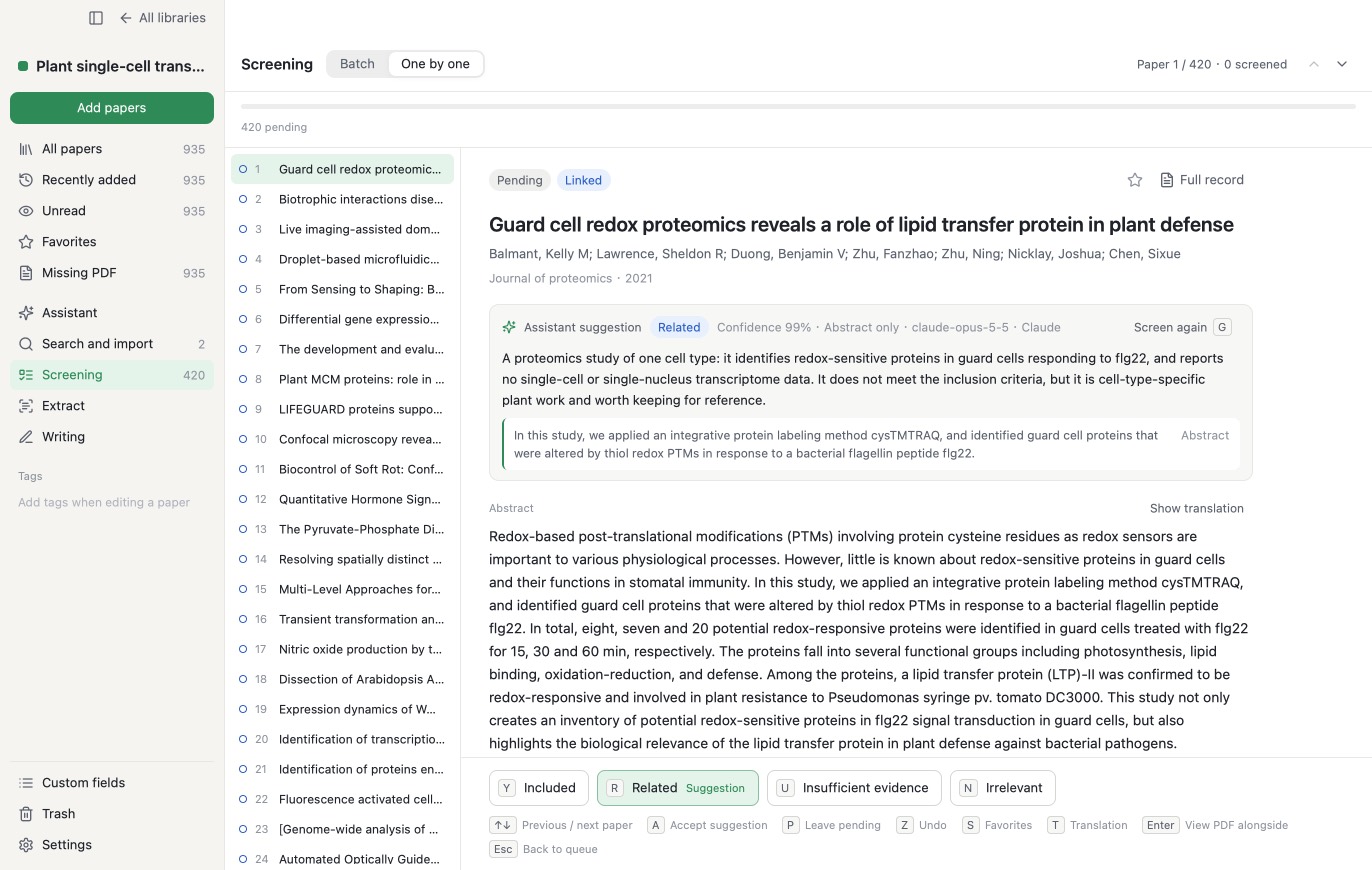 All libraries
Plant single-cell trans...
Add papers
All papers 935
Recently added 935
Unread 935
Favorites
Missing PDF 935
Assistant
Search and import 2
Screening 420
Extract
Writing
Tags
Add tags when editing a paper
Custom fields
Trash
Settings
Screening Batch One by one Paper 1 / 420 · 0 screened
420 pending
1 Guard cell redox proteomic...
2 Biotrophic interactions dise...
3 Live imaging-assisted dom...
4 Droplet-based microfluidic...
5 From Sensing to Shaping: B...
6 Differential gene expressio...
7 The development and evalu...
8 Plant MCM proteins: role in ...
9 LIFEGUARD proteins suppo...
10 Confocal microscopy revea...
11 Biocontrol of Soft Rot: Conf...
12 Quantitative Hormone Sign...
13 The Pyruvate-Phosphate Di...
14 Resolving spatially distinct ...
15 Multi-Level Approaches for...
16 Transient transformation an...
17 Nitric oxide production by t...
18 Dissection of Arabidopsis A...
19 Expression dynamics of W...
20 Identification of transcriptio...
21 Identification of proteins en...
22 Fluorescence activated cell...
23 [Genome-wide analysis of ...
24 Automated Optically Guide...
Pending Linked Full record
Guard cell redox proteomics reveals a role of lipid transfer protein in plant defense
Balmant, Kelly M; Lawrence, Sheldon R; Duong, Benjamin V; Zhu, Fanzhao; Zhu, Ning; Nicklay, Joshua; Chen, Sixue
Journal of proteomics · 2021
Assistant suggestion Related Confidence 99% · Abstract only · claude-opus-5-5 · Claude Screen again G
A proteomics study of one cell type: it identifies redox-sensitive proteins in guard cells responding to flg22, and reports
no single-cell or single-nucleus transcriptome data. It does not meet the inclusion criteria, but it is cell-type-specific
plant work and worth keeping for reference.
In this study, we applied an integrative protein labeling method cysTMTRAQ, and identified guard cell proteins that Abstract
were altered by thiol redox PTMs in response to a bacterial flagellin peptide flg22.
Abstract Show translation
Redox-based post-translational modifications (PTMs) involving protein cysteine residues as redox sensors are
important to various physiological processes. However, little is known about redox-sensitive proteins in guard cells
and their functions in stomatal immunity. In this study, we applied an integrative protein labeling method cysTMTRAQ,
and identified guard cell proteins that were altered by thiol redox PTMs in response to a bacterial flagellin peptide
flg22. In total, eight, seven and 20 potential redox-responsive proteins were identified in guard cells treated with flg22
for 15, 30 and 60 min, respectively. The proteins fall into several functional groups including photosynthesis, lipid
binding, oxidation-reduction, and defense. Among the proteins, a lipid transfer protein (LTP)-II was confirmed to be
redox-responsive and involved in plant resistance to Pseudomonas syringe pv. tomato DC3000. This study not only
creates an inventory of potential redox-sensitive proteins in flg22 signal transduction in guard cells, but also
highlights the biological relevance of the lipid transfer protein in plant defense against bacterial pathogens.
Y Included R Related Suggestion U Insufficient evidence N Irrelevant
↑↓ Previous / next paper A Accept suggestion P Leave pending Z Undo S Favorites T Translation Enter View PDF alongside
Esc Back to queue